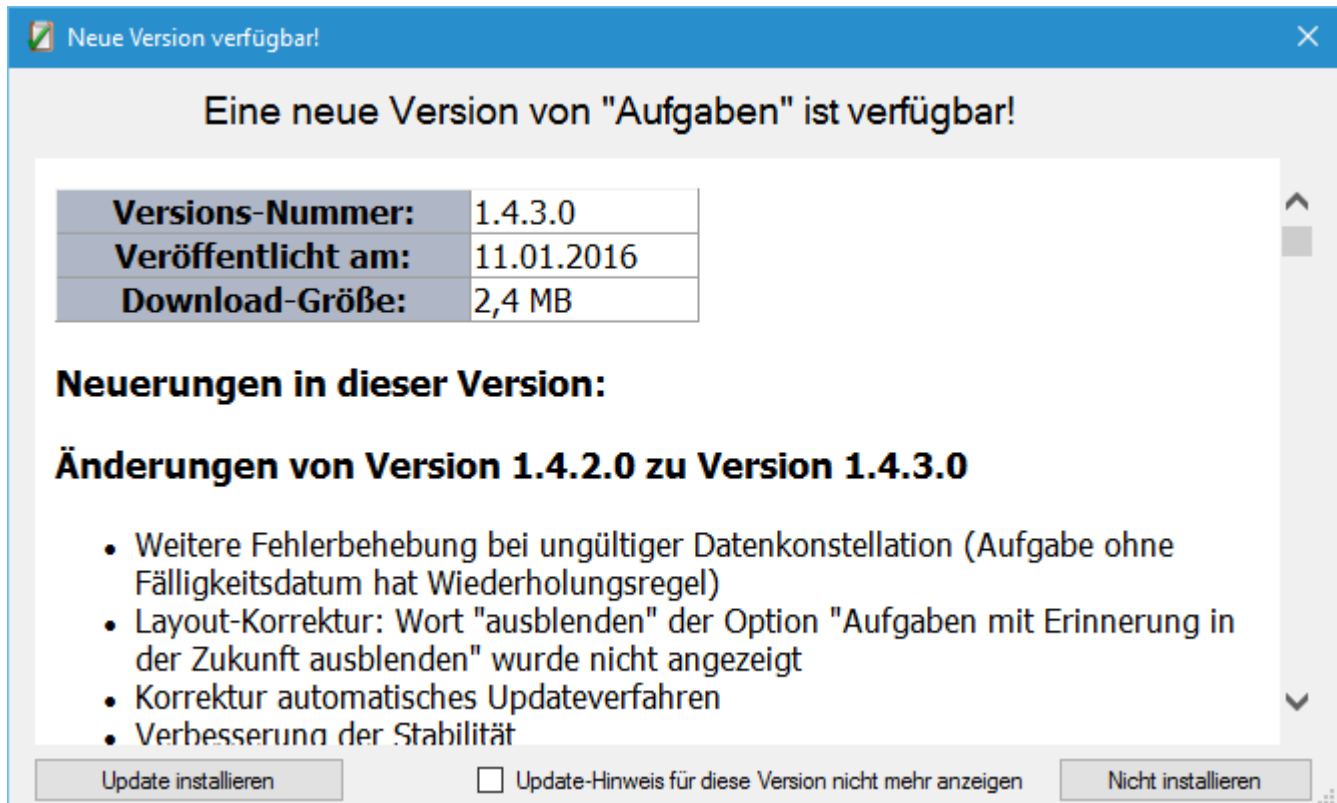 Neue Version verfügbar!
Eine neue Version von "Aufgaben" ist verfügbar!
Versions-Nummer: 1.4.3.0
Veröffentlicht am: 11.01.2016
Download-Größe: 2,4 MB
Neuerungen in dieser Version:
Änderungen von Version 1.4.2.0 zu Version 1.4.3.0
• Weitere Fehlerbehebung bei ungültiger Datenkonstellation (Aufgabe ohne
Fälligkeitsdatum hat Wiederholungsregel)
• Layout-Korrektur: Wort "ausblenden" der Option "Aufgaben mit Erinnerung in
der Zukunft ausblenden" wurde nicht angezeigt
• Korrektur automatisches Updateverfahren
• Verbesserung der Stabilität
Update installieren Update-Hinweis für diese Version nicht mehr anzeigen Nicht installieren